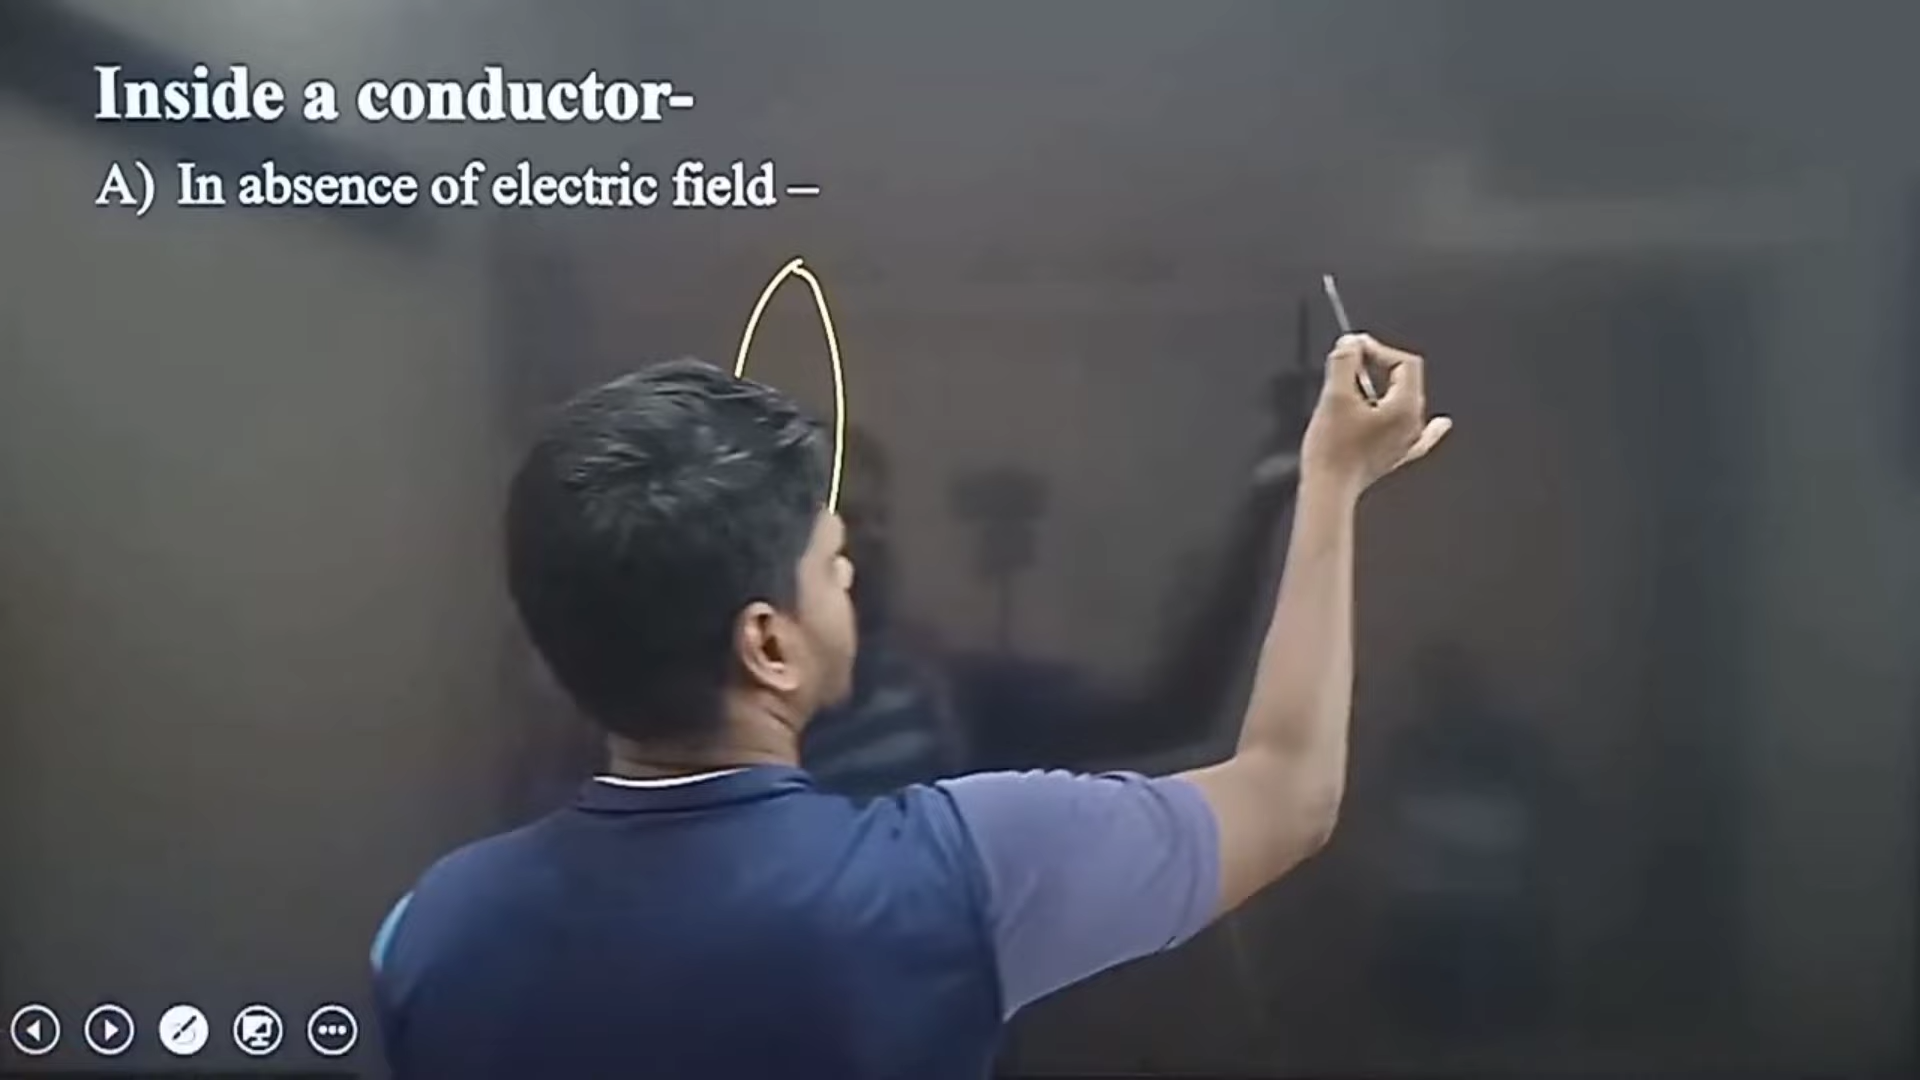 Inside a conductor-
A) In absence of electric field –